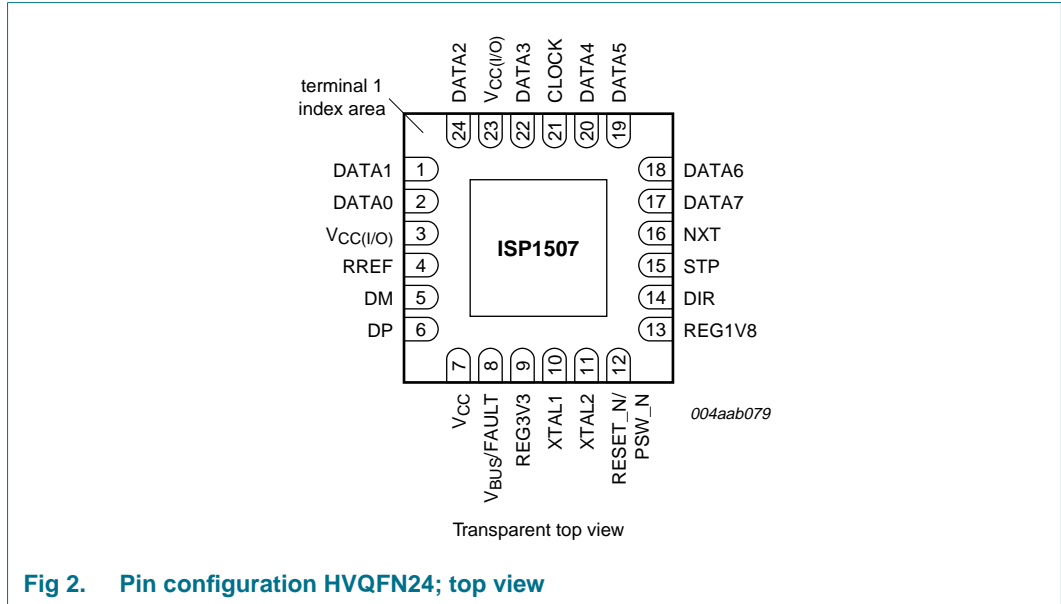 DATA2
VCC(I/O)
DATA3
CLOCK
DATA4
DATA5
terminal 1
index area
24
23
22
21
20
19
DATA1 1
DATA0 2
VCC(I/O) 3
RREF 4
DM 5
DP 6
ISP1507
18 DATA6
17 DATA7
16 NXT
15 STP
14 DIR
13 REG1V8
7
8
9
10
11
12
VCC
VBUS/FAULT
REG3V3
XTAL1
XTAL2
RESET_N/
PSW_N
004aab079
Transparent top view
Fig 2. Pin configuration HVQFN24; top view